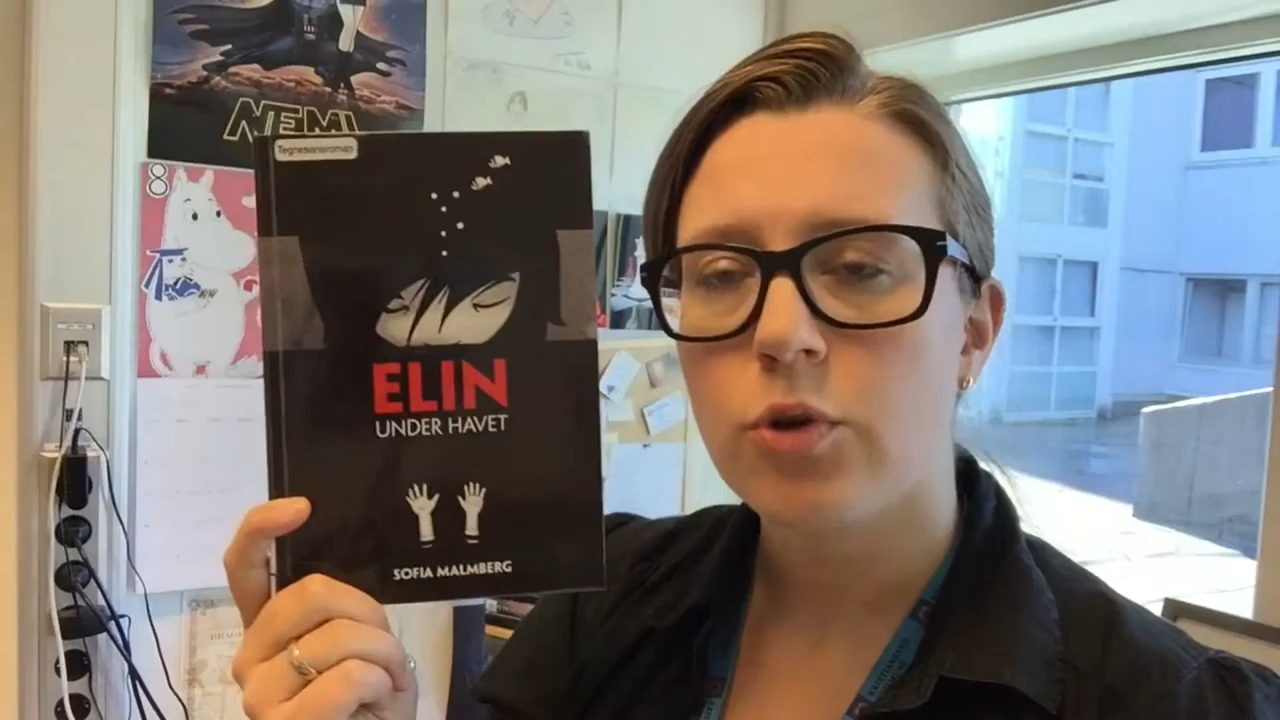 NEMI
Tegneserieroman
8
ELIN
UNDER HAVET
SOFIA MALMBERG